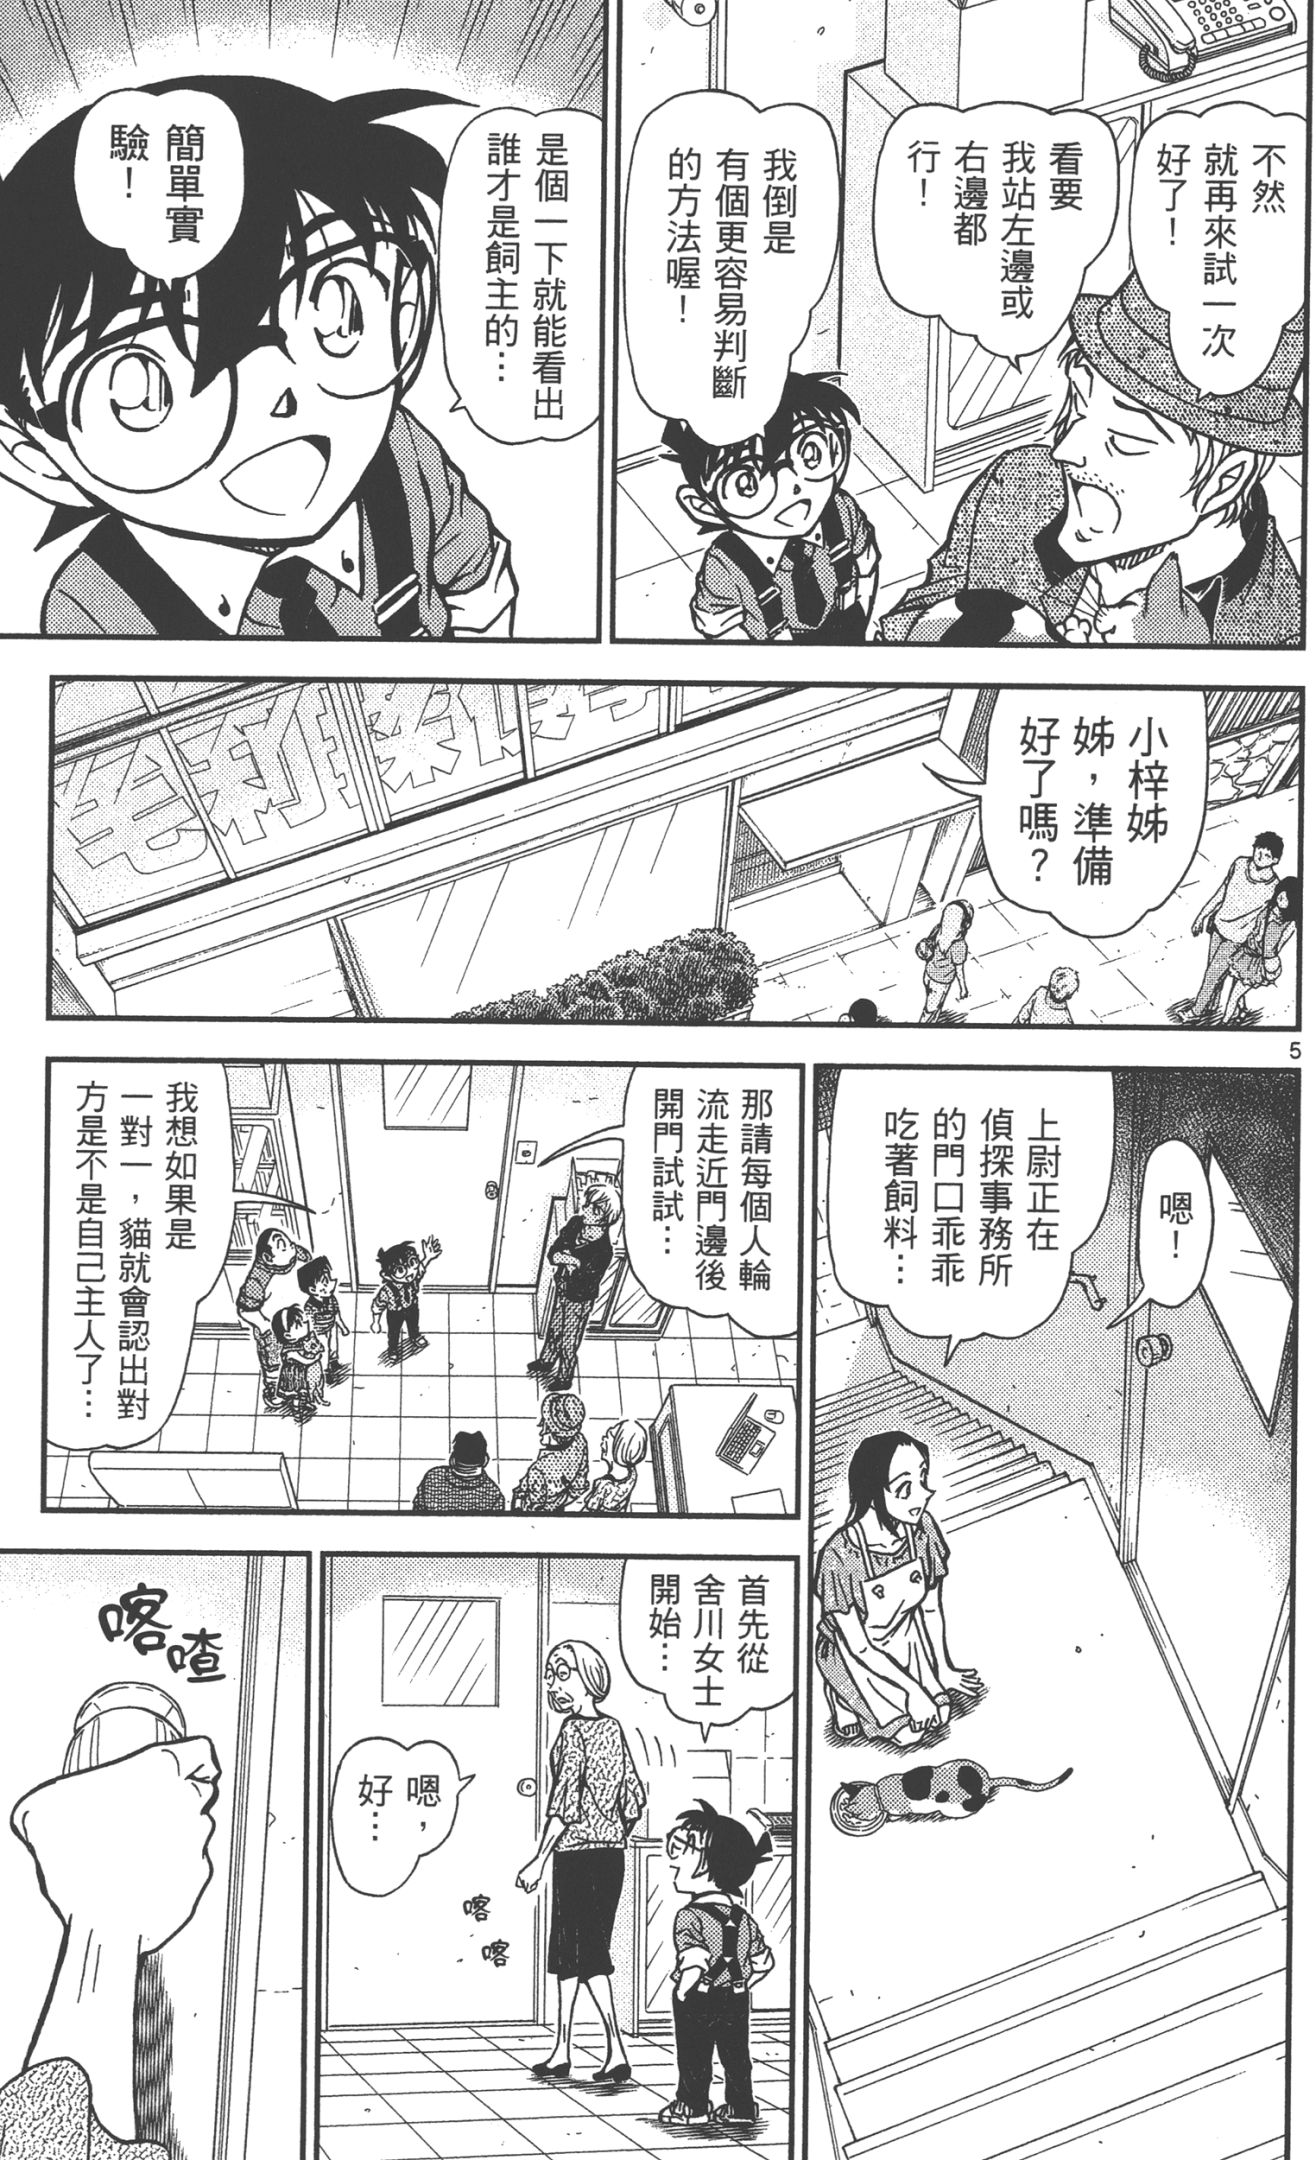 不然
就再來試一次
好了！
看要
我站左邊或
右邊都
行！
我倒是
有個更容易判斷
的方法喔！
是個一下就能看出
誰才是飼主的…
簡單實
驗！
小梓姊
姊，準備
好了嗎？
毛利偵探
5
嗯！
上尉正在
偵探事務所
的門口乖乖
吃著飼料…
那請每個人輪
流走近門邊後
開門試試…
我想如果是
一對一，貓就會認出對
方是不是自己主人了…
首先從
舍川女士
開始…
嗯，
好…
喀
喀
喀喳